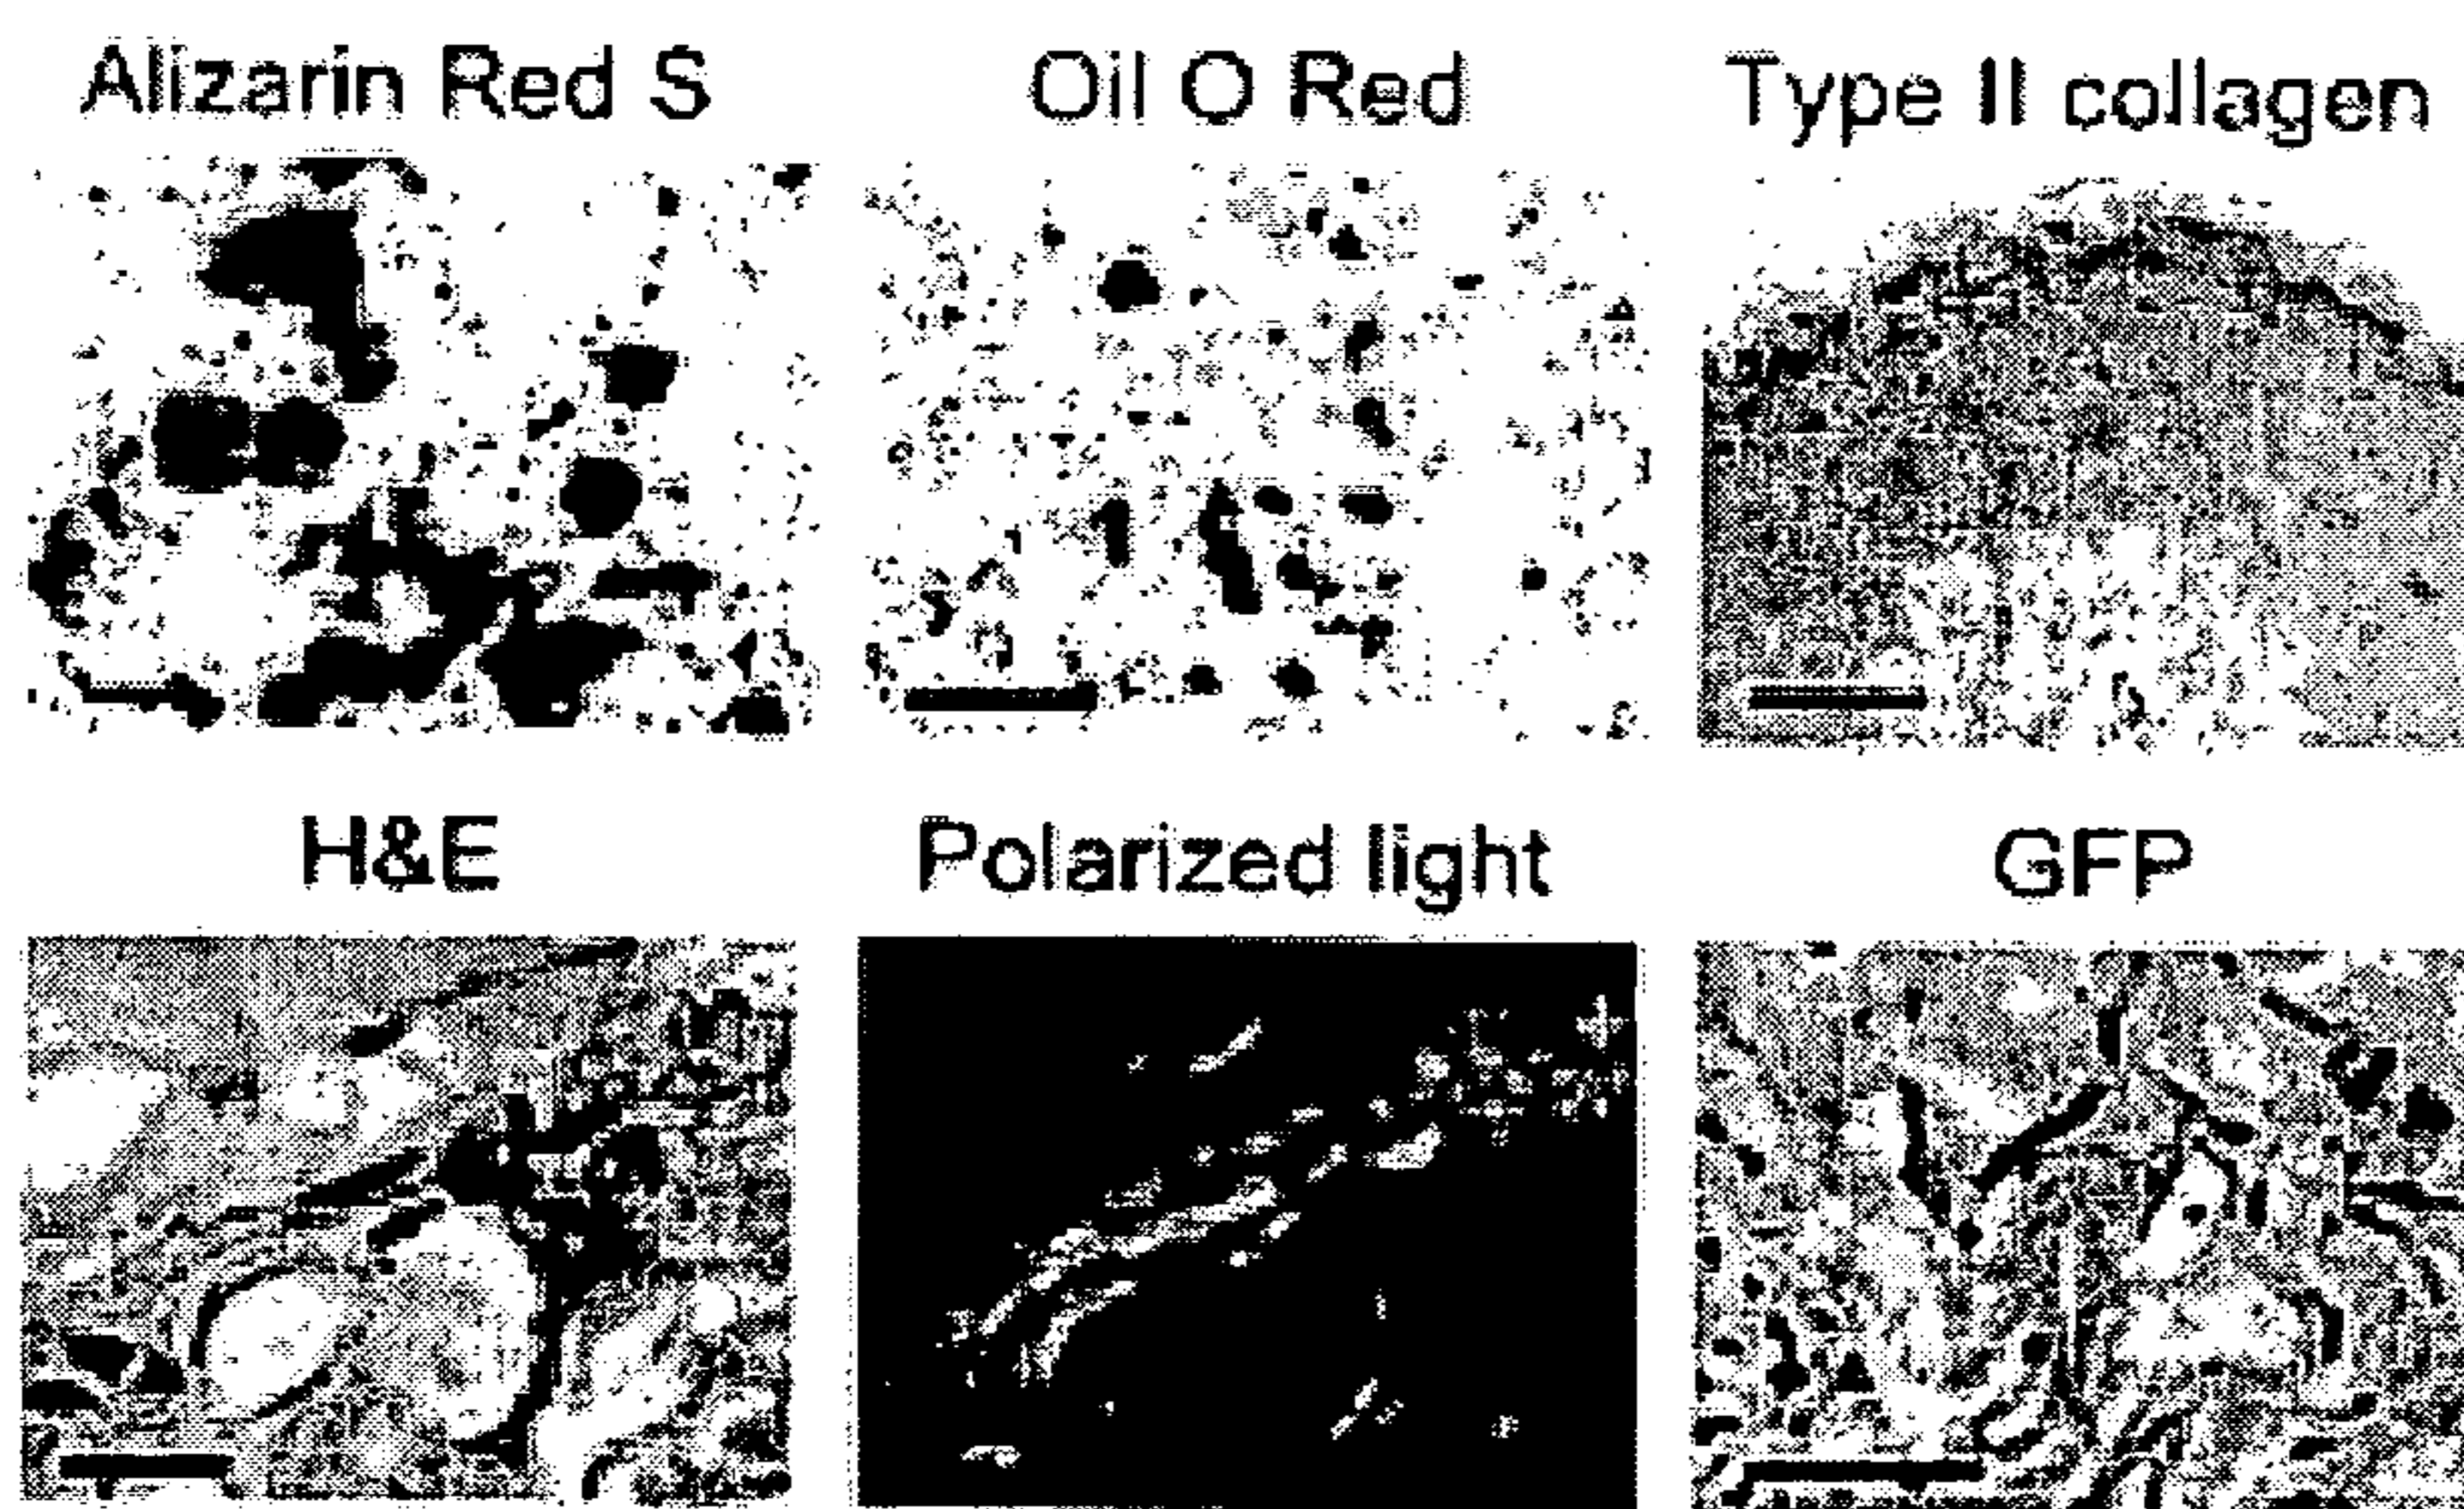 Alizarin Red S
Oil O Red
Type II collagen
H&E
Polarized light
GFP